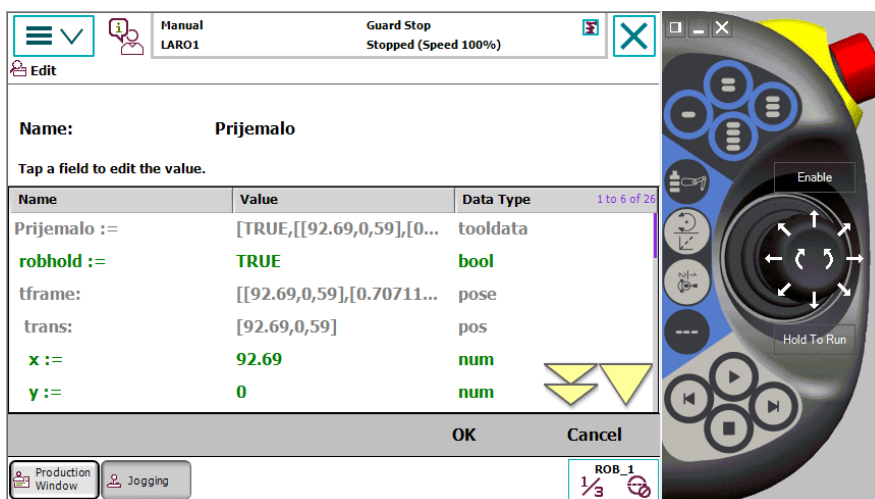 Manual
Guard Stop
LARO1
Stopped (Speed 100%)
Edit
Name:
Prijemalo
Tap a field to edit the value.
Name Value Data Type 1 to 6 of 26
Prijemalo := [TRUE,[[92.69,0,59],[0... tooldata
robhold := TRUE bool
tframe: [[92.69,0,59],[0.70711... pose
trans: [92.69,0,59] pos
x := 92.69 num
y := 0 num
OK Cancel
Production
Window
Jogging
ROB_1
1/3
Enable
Hold To Run